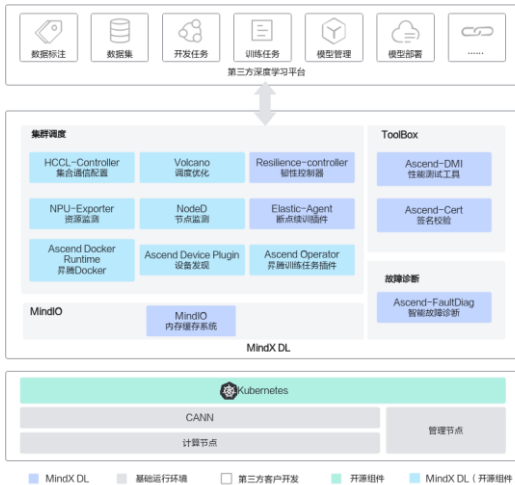 数据标注
数据集
开发任务
训练任务
模型管理
模型部署
......
第三方深度学习平台
集群调度
HCCL-Controller
集合通信配置
Volcano
调度优化
Resilience-controller
韧性控制器
NPU-Exporter
资源监测
NodeD
节点监测
Elastic-Agent
断点续训插件
Ascend Docker
Runtime
昇腾Docker
Ascend Device Plugin
设备发现
Ascend Operator
昇腾训练任务插件
ToolBox
Ascend-DMI
性能测试工具
Ascend-Cert
签名校验
故障诊断
Ascend-FaultDiag
智能故障诊断
MindIO
MindIO
内存缓存系统
MindX DL
Kubernetes
CANN
计算节点
管理节点
MindX DL
基础运行环境
第三方客户开发
开源组件
MindX DL（开源组件